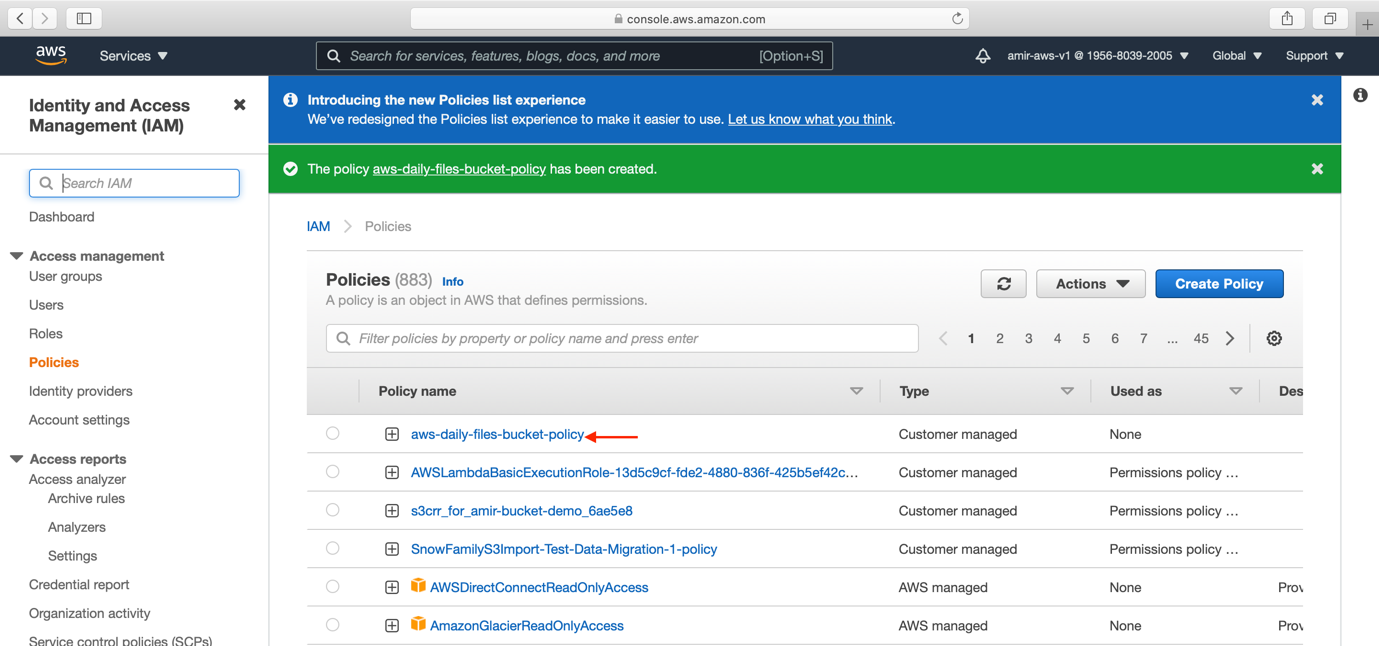 console.aws.amazon.com
aws
Services
Search for services, features, blogs, docs, and more [Option+S]
amir-aws-v1 @ 1956-8039-2005
Global
Support
Identity and Access
Management (IAM)
Search IAM
Dashboard
Access management
User groups
Users
Roles
Policies
Identity providers
Account settings
Access reports
Access analyzer
Archive rules
Analyzers
Settings
Credential report
Organization activity
Service control policies (SCPs)
Introducing the new Policies list experience
We've redesigned the Policies list experience to make it easier to use. Let us know what you think.
The policy aws-daily-files-bucket-policy has been created.
IAM Policies
Policies (883) Info
A policy is an object in AWS that defines permissions.
Actions
Create Policy
Filter policies by property or policy name and press enter
1 2 3 4 5 6 7 ... 45
Policy name Type Used as Des
aws-daily-files-bucket-policy Customer managed None
AWSLambdaBasicExecutionRole-13d5c9cf-fde2-4880-836f-425b5ef42c... Customer managed Permissions policy ...
s3crr_for_amir-bucket-demo_6ae5e8 Customer managed Permissions policy ...
SnowFamilyS3Import-Test-Data-Migration-1-policy Customer managed Permissions policy ...
AWSDirectConnectReadOnlyAccess AWS managed None Prov
AmazonGlacierReadOnlyAccess AWS managed None Prov